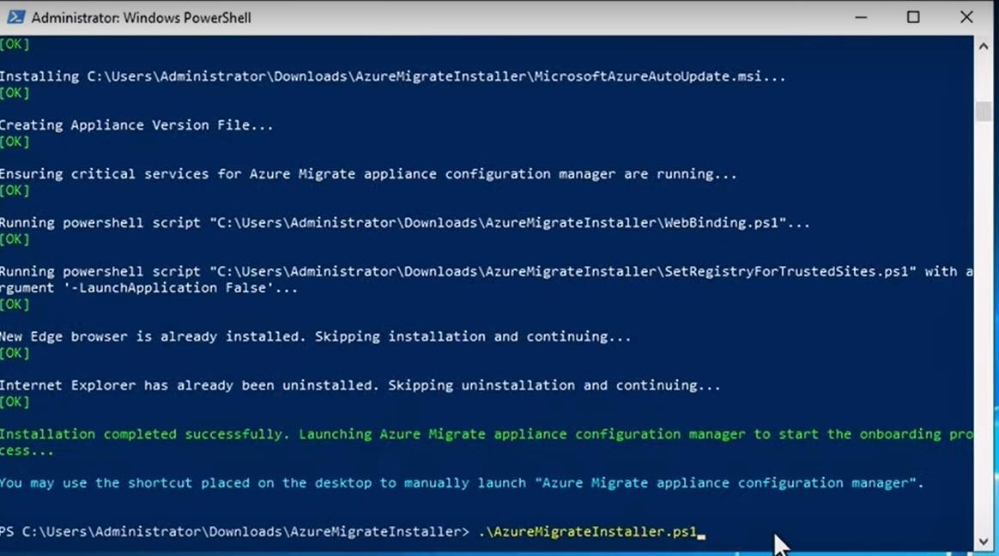 Administrator: Windows PowerShell
[OK]
Installing C:\Users\Administrator\Downloads\AzureMigrateInstaller\MicrosoftAzureAutoUpdate.msi...
[OK]
Creating Appliance Version File...
[OK]
Ensuring critical services for Azure Migrate appliance configuration manager are running...
[OK]
Running powershell script "C:\Users\Administrator\Downloads\AzureMigrateInstaller\WebBinding.ps1"...
[OK]
Running powershell script "C:\Users\Administrator\Downloads\AzureMigrateInstaller\SetRegistryForTrustedSites.ps1" with a
rgument '-LaunchApplication False'...
[OK]
New Edge browser is already installed. Skipping installation and continuing...
[OK]
Internet Explorer has already been uninstalled. Skipping uninstallation and continuing...
[OK]
Installation completed successfully. Launching Azure Migrate appliance configuration manager to start the onboarding pro
cess...
You may use the shortcut placed on the desktop to manually launch "Azure Migrate appliance configuration manager".
PS C:\Users\Administrator\Downloads\AzureMigrateInstaller> .\AzureMigrateInstaller.ps1